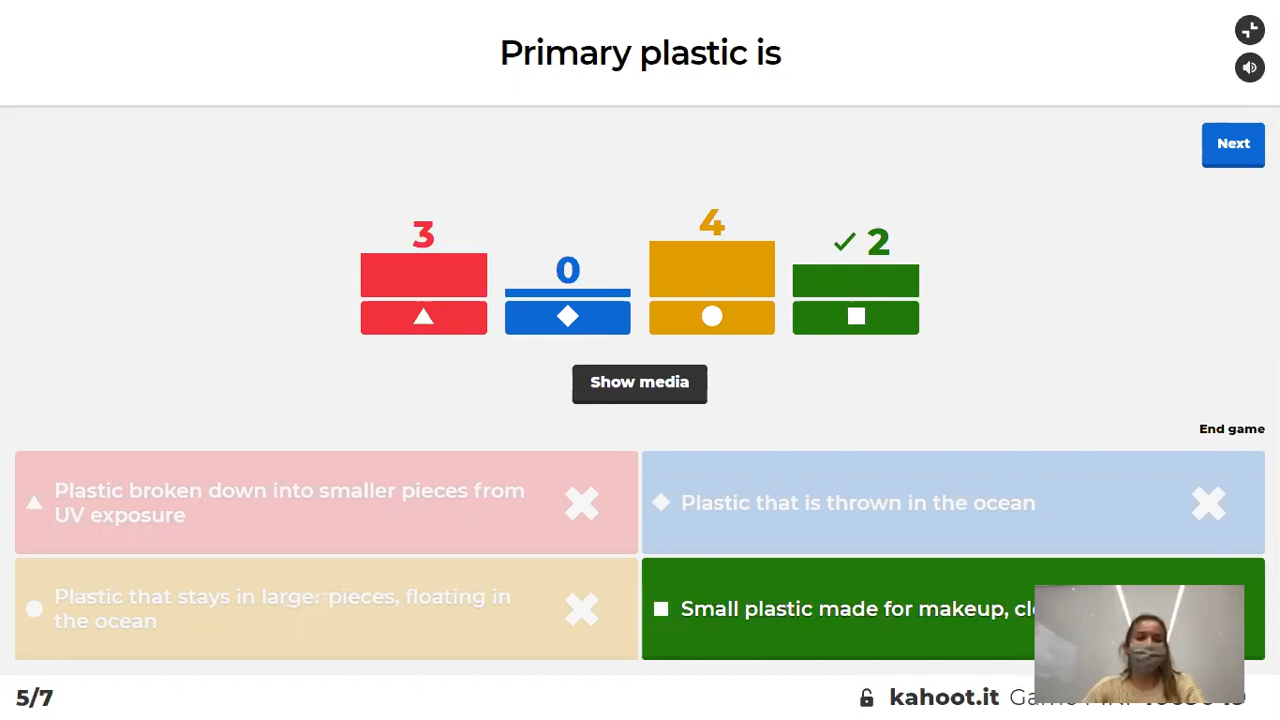 Primary plastic is
Next
3
0
4
2
Show media
End game
Plastic broken down into smaller pieces from
UV exposure
Plastic that is thrown in the ocean
Plastic that stays in large: pieces, floating in
the ocean
Small plastic made for makeup,
5/7
kahoot.it